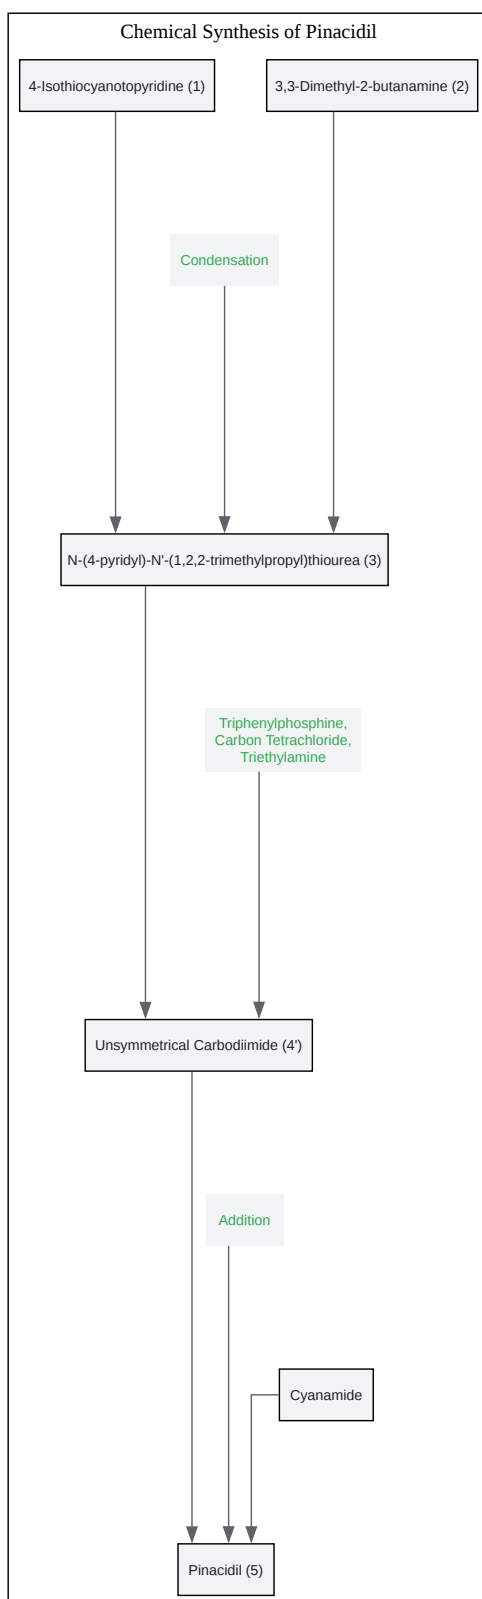 Chemical Synthesis of Pinacidil
4-Isothiocyanotopyridine (1)
3,3-Dimethyl-2-butanamine (2)
Condensation
N-(4-pyridyl)-N'-(1,2,2-trimethylpropyl)thiourea (3)
Triphenylphosphine,
Carbon Tetrachloride,
Triethylamine
Unsymmetrical Carbodiimide (4')
Addition
Cyanamide
Pinacidil (5)